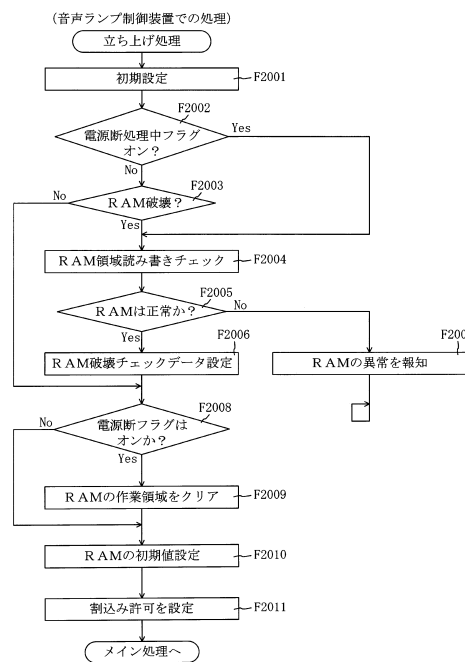 (音声ランプ制御装置での処理)
立ち上げ処理
初期設定
F2001
F2002
電源断処理中フラグ
オン?
Yes
No
F2003
No
RAM破壊?
Yes
RAM領域読み書きチェック
F2004
F2005
RAMは正常か?
No
Yes
F2006
F200
RAM破壊チェックデータ設定
RAMの異常を報知
F2008
No
電源断フラグは
オンか?
Yes
RAMの作業領域をクリア
F2009
RAMの初期値設定
F2010
割込み許可を設定
F2011
メイン処理へ